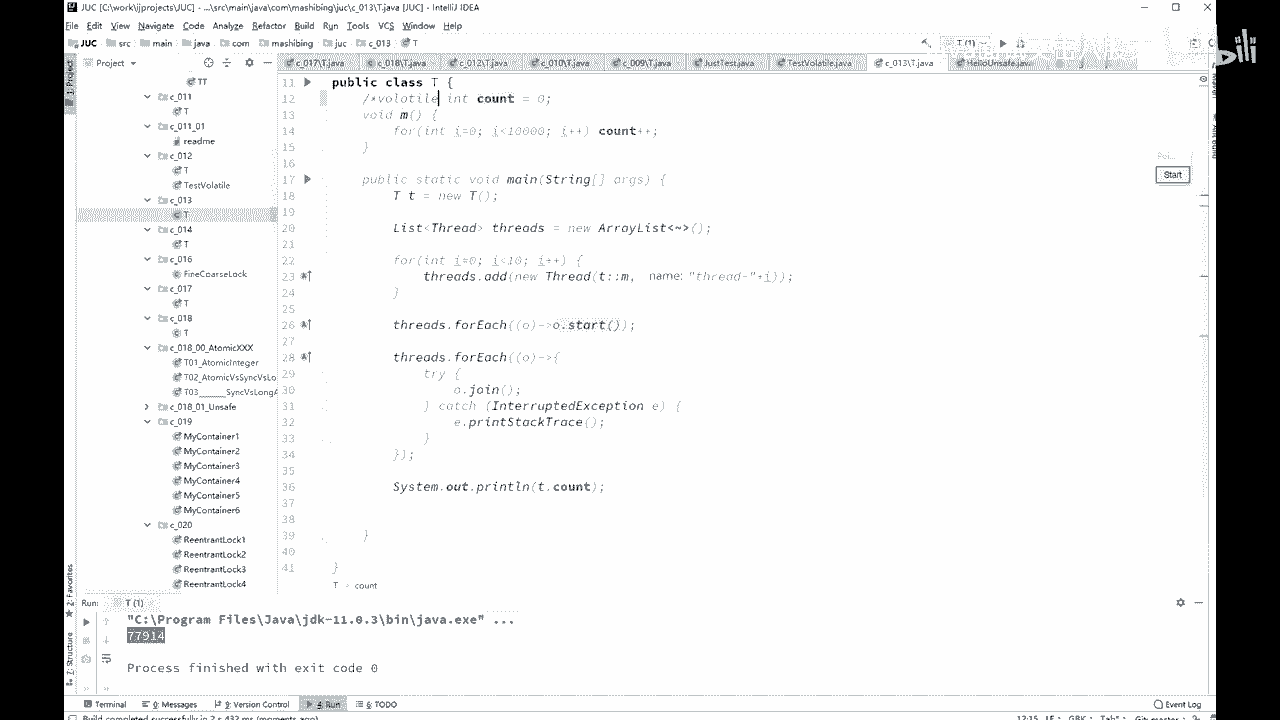 JUC [C:\work\ijprojects\JUC] - ...\src\main\java\com\mashibing\juc\c_013\T.java [JUC] - IntelliJ IDEA
File Edit View Navigate Code Analyze Refactor Build Run Tools VCS Window Help
JUC src main java com mashibing juc c_013 T
T (1)
bili
Project
c_017\T.java c_018\T.java c_012\T.java c_010\T.java c_009\T.java JustTest.java TestVolatile.java c_013\T.java HelloUnsafe.java
1: Project
TT
c_011
T
c_011_01
readme
c_012
T
TestVolatile
c_013
T
c_014
T
c_016
FineCoarseLock
c_017
T
c_018
T
c_018_00_AtomicXXX
T01_AtomicInteger
T02_AtomicVsSyncVsLo
T03_____SyncVsLongA
c_018_01_Unsafe
c_019
MyContainer1
MyContainer2
MyContainer3
MyContainer4
MyContainer5
MyContainer6
c_020
ReentrantLock1
ReentrantLock2
ReentrantLock3
ReentrantLock4
11 public class T {
12 /*volatile int count = 0;
13 void m() {
14 for(int i=0; i<10000; i++) count++;
15 }
16
17 public static void main(String[] args) {
18 T t = new T();
19
20 List<Thread> threads = new ArrayList<~>();
21
22 for(int i=0; i<10; i++) {
23 threads.add(new Thread(t::m, name: "thread-"+i));
24 }
25
26 threads.forEach((o)->o.start());
27
28 threads.forEach((o)->{
29 try {
30 o.join();
31 } catch (InterruptedException e) {
32 e.printStackTrace();
33 }
34 });
35
36 System.out.println(t.count);
37
38
39 }
40
41 }
T > count
Start
2: Favorites
7: Structure
Run: T (1)
"C:\Program Files\Java\jdk-11.0.3\bin\java.exe" ...
77914
Process finished with exit code 0
Terminal 0: Messages 9: Version Control 4: Run 6: TODO Event Log
Build completed successfully in 2 s 432 ms (moments ago)
12:15 LF GBK Tab* Git: master